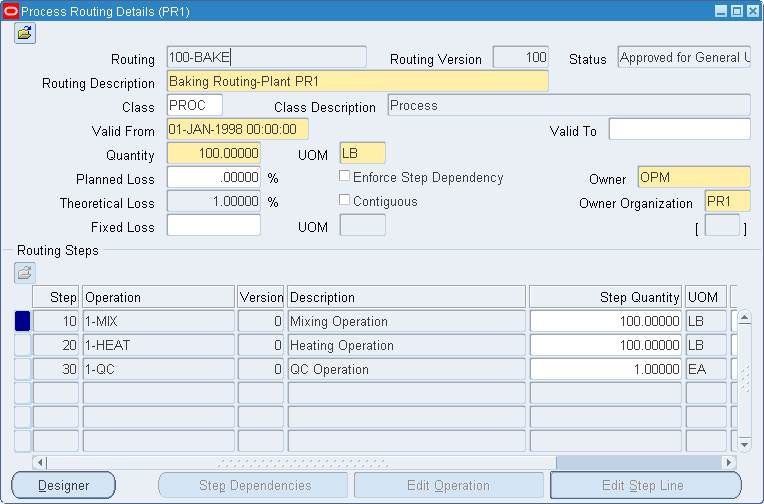 Process Routing Details (PR1)
Routing 100-BAKE Routing Version 100 Status Approved for General U
Routing Description Baking Routing-Plant PR1
Class PROC Class Description Process
Valid From 01-JAN-1998 00:00:00 Valid To
Quantity 100.00000 UOM LB
Planned Loss .00000 % Enforce Step Dependency Owner OPM
Theoretical Loss 1.00000 % Contiguous Owner Organization PR1
Fixed Loss UOM [ ]
Routing Steps
Step Operation Version Description Step Quantity UOM
10 1-MIX 0 Mixing Operation 100.00000 LB
20 1-HEAT 0 Heating Operation 100.00000 LB
30 1-QC 0 QC Operation 1.00000 EA
Designer Step Dependencies Edit Operation Edit Step Line